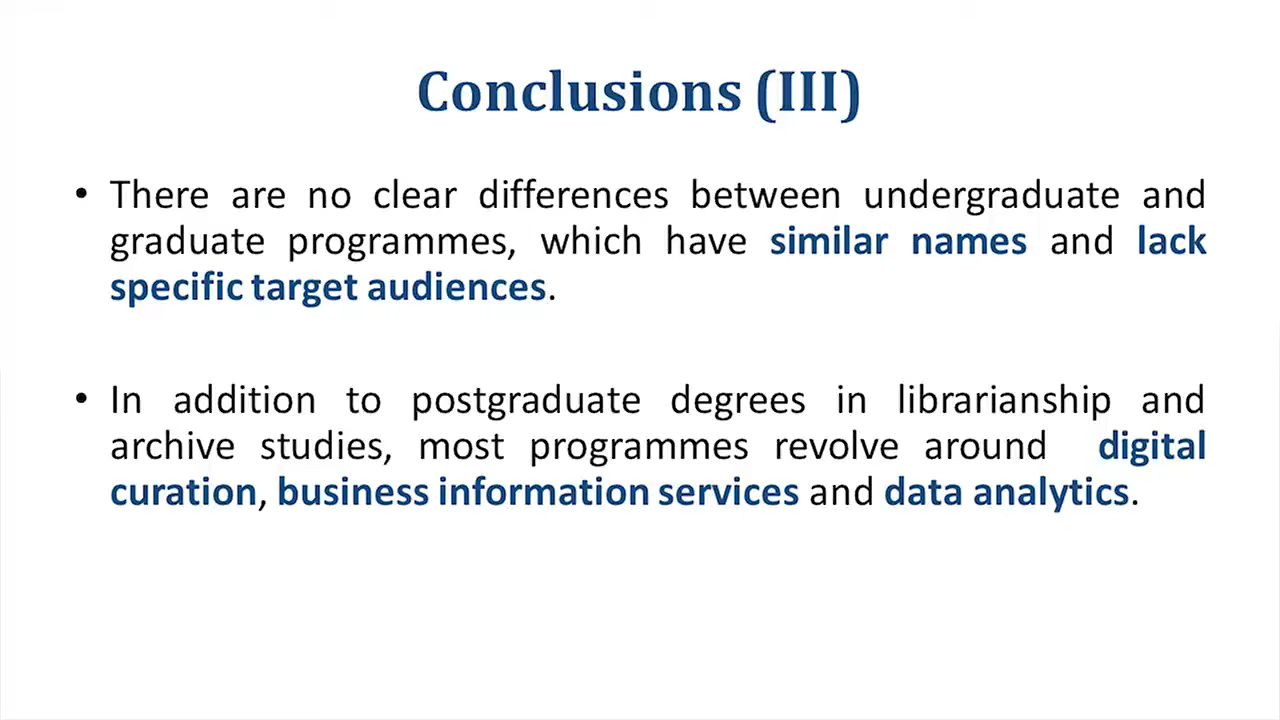 Conclusions (III)
• There are no clear differences between undergraduate and
graduate programmes, which have similar names and lack
specific target audiences.
• In addition to postgraduate degrees in librarianship and
archive studies, most programmes revolve around digital
curation, business information services and data analytics.